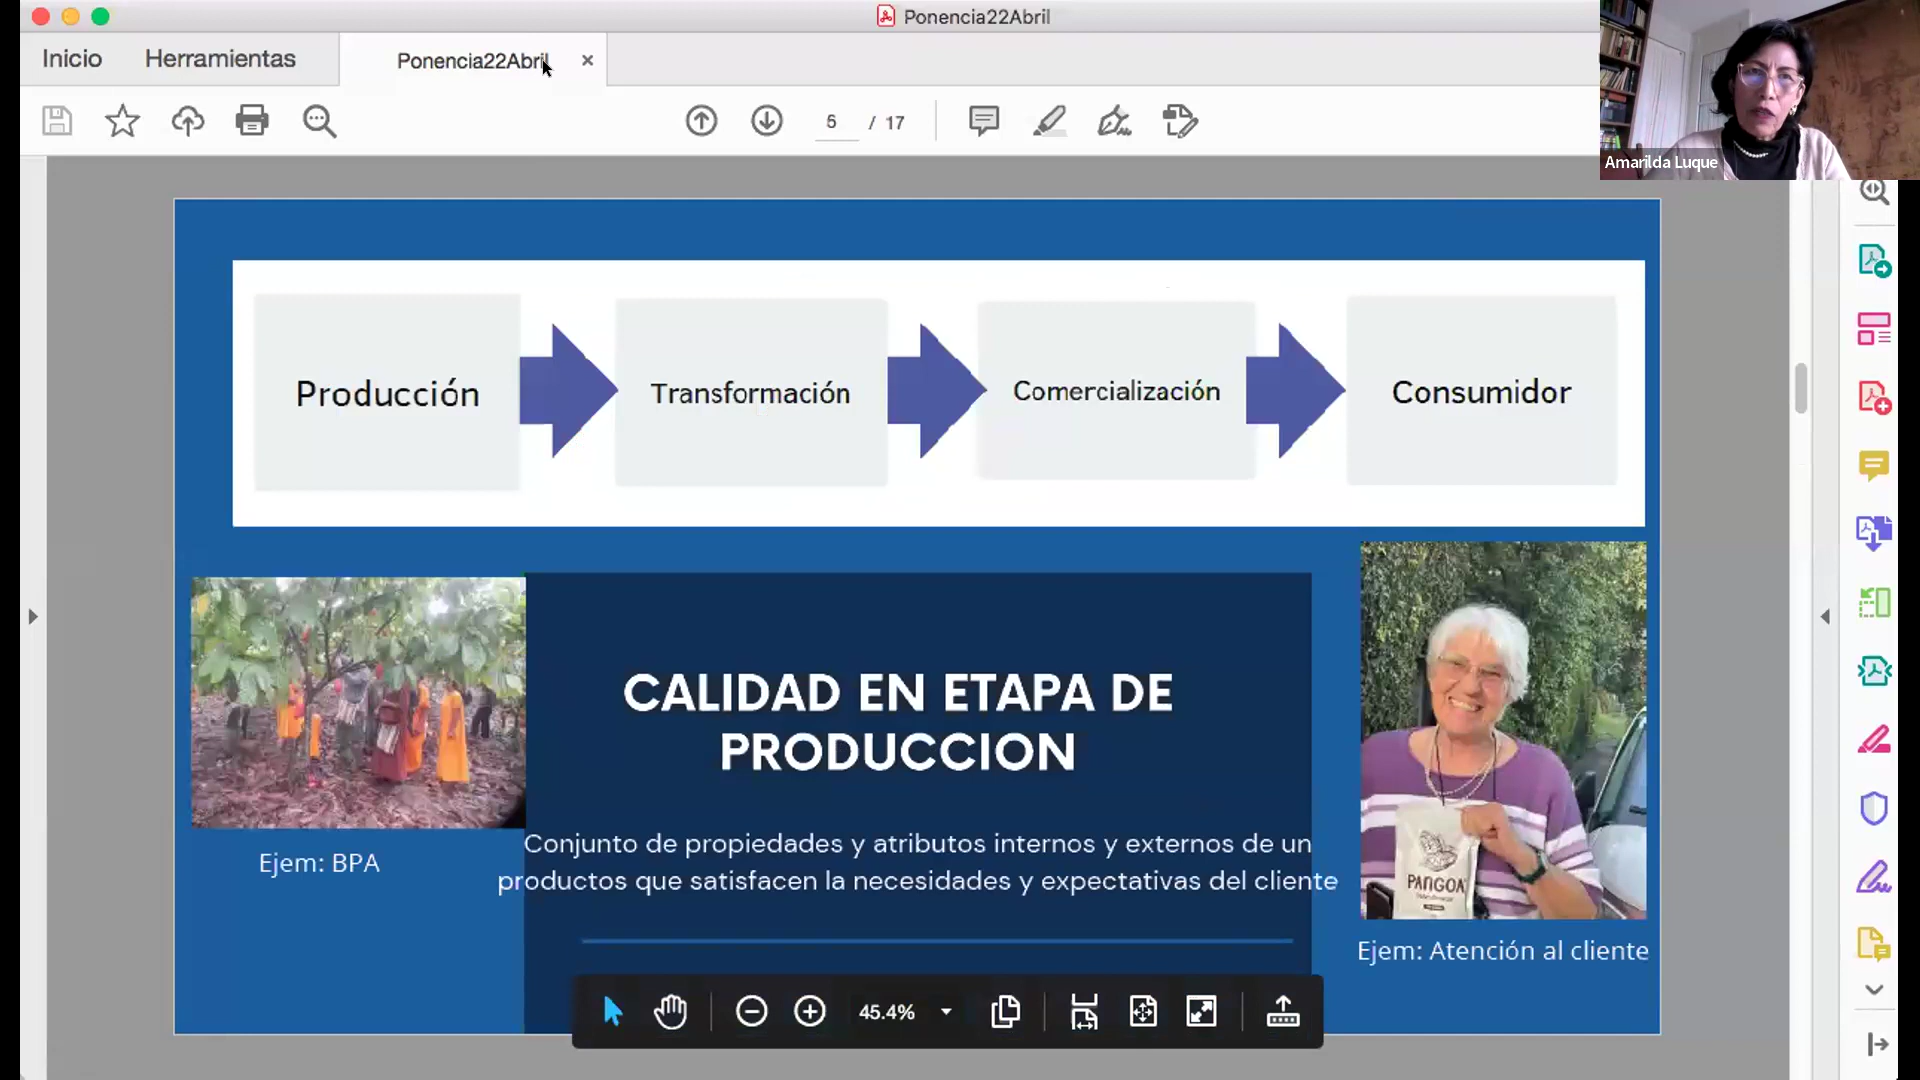 Ponencia22Abril
Inicio
Herramientas
Ponencia22Abril
5 / 17
Amarilda Luque
Producción
Transformación
Comercialización
Consumidor
CALIDAD EN ETAPA DE
PRODUCCION
Conjunto de propiedades y atributos internos y externos de un
productos que satisfacen la necesidades y expectativas del cliente
Ejem: BPA
PANGOA
Ejem: Atención al cliente
45.4%